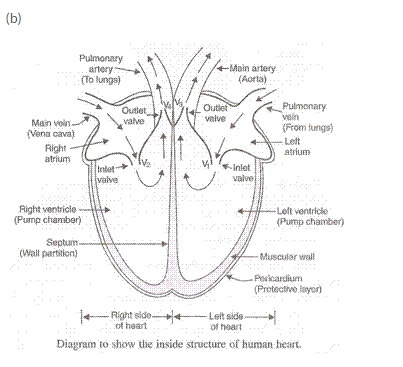 (b)
Pulmonary
artery
(To lungs)
Main artery
(Aorta)
V4 V3
Outlet
valve
Outlet
valve
Main vein
(Vena cava)
Pulmonary
vein
(From lungs)
Right
atrium
Left
atrium
Inlet
valve
V2
V1
Inlet
valve
Right ventricle
(Pump chamber)
Left ventricle
(Pump chamber)
Septum
(Wall partition)
Muscular wall
Pericardium
(Protective layer)
Right side
of heart
Left side
of heart
Diagram to show the inside structure of human heart.